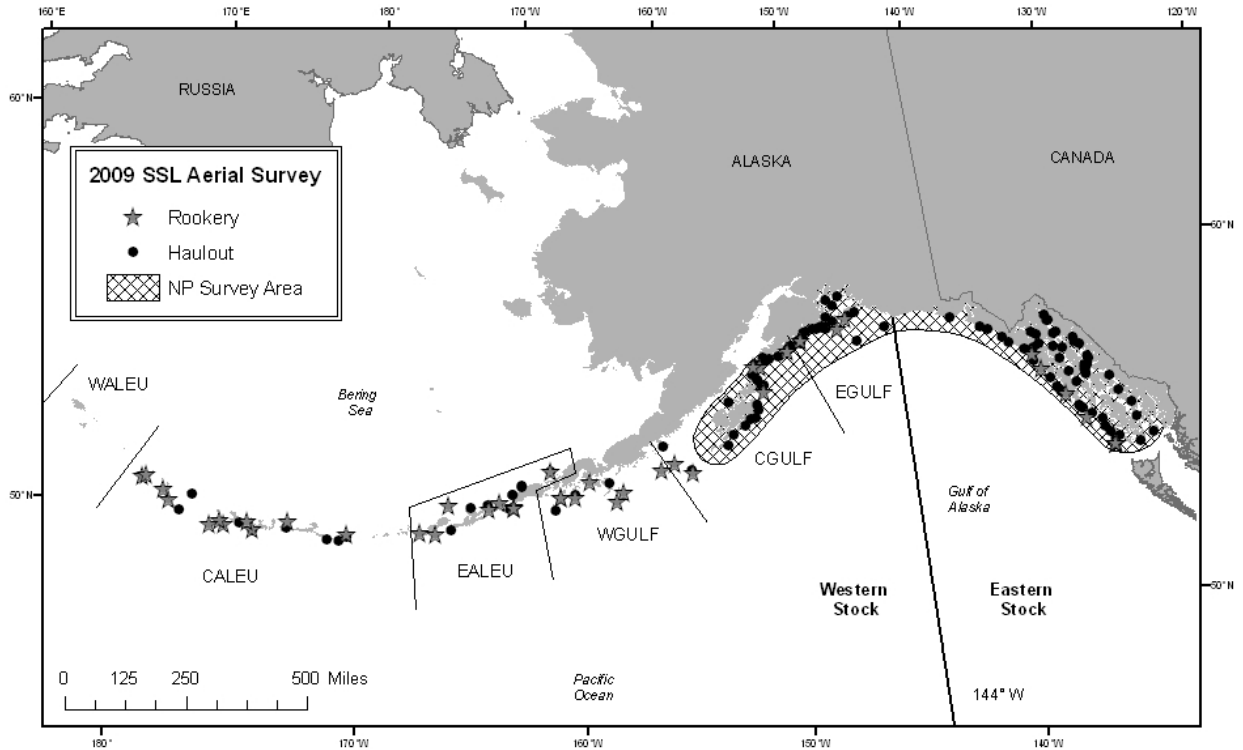 160°E 170°E 180° 170°W 160°W 150°W 140°W 130°W 120°W
60°N
RUSSIA
ALASKA
CANADA
2009 SSL Aerial Survey
Rookery
Haulout
NP Survey Area
60°N
WALEU
Bering
Sea
EGULF
CGULF
50°N
Gulf of
Alaska
WGULF
EALEU
CALEU
50°N
Western
Stock
Eastern
Stock
0 125 250 500 Miles
Pacific
Ocean
144° W
180° 170°W 160°W 150°W 140°W